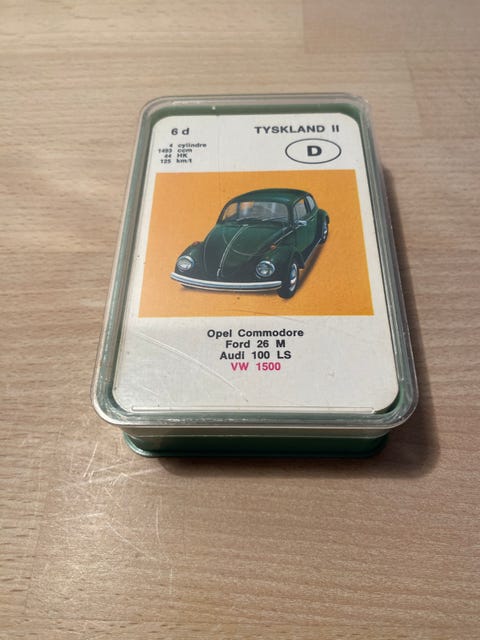 6 d
TYSKLAND II
4 cylindre
1493 ccm
44 HK
125 km/t
D
Opel Commodore
Ford 26 M
Audi 100 LS
VW 1500